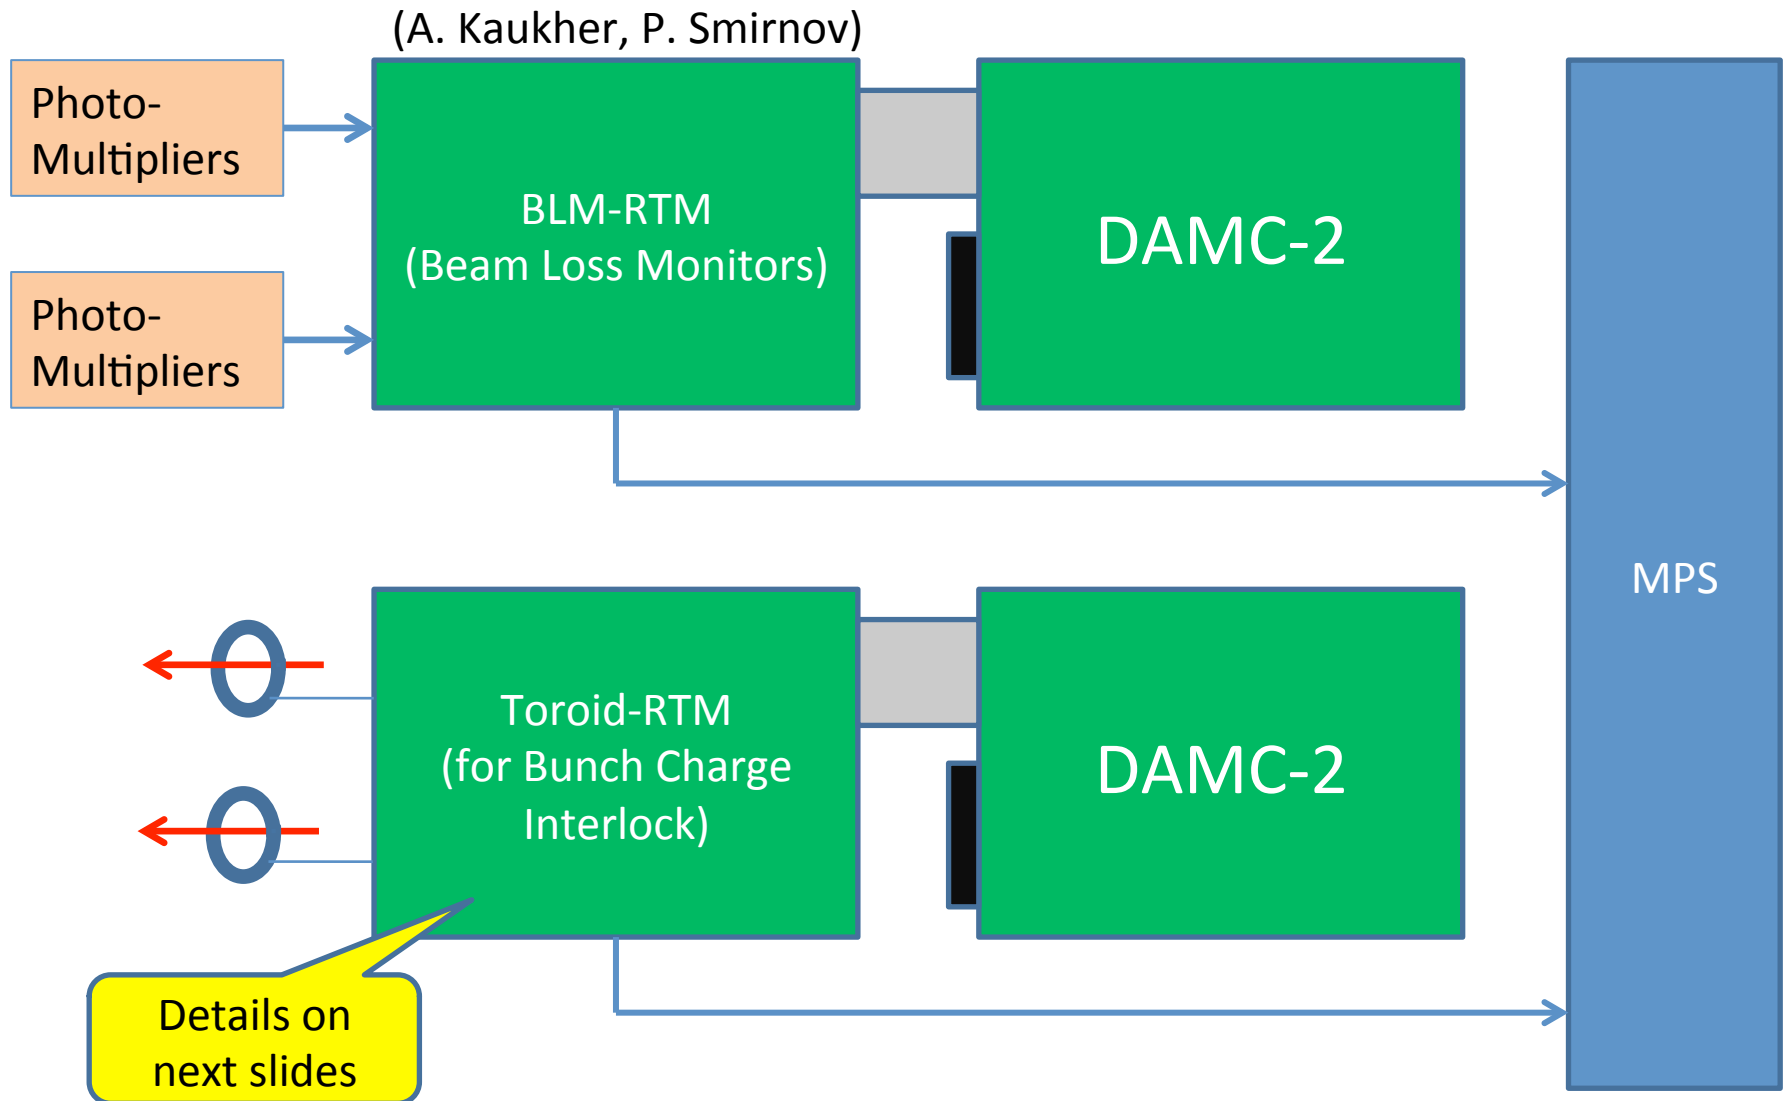 (A. Kaukher, P. Smirnov)
Photo-
Multipliers
BLM-RTM
(Beam Loss Monitors)
DAMC-2
Photo-
Multipliers
MPS
Toroid-RTM
(for Bunch Charge
Interlock)
DAMC-2
Details on
next slides